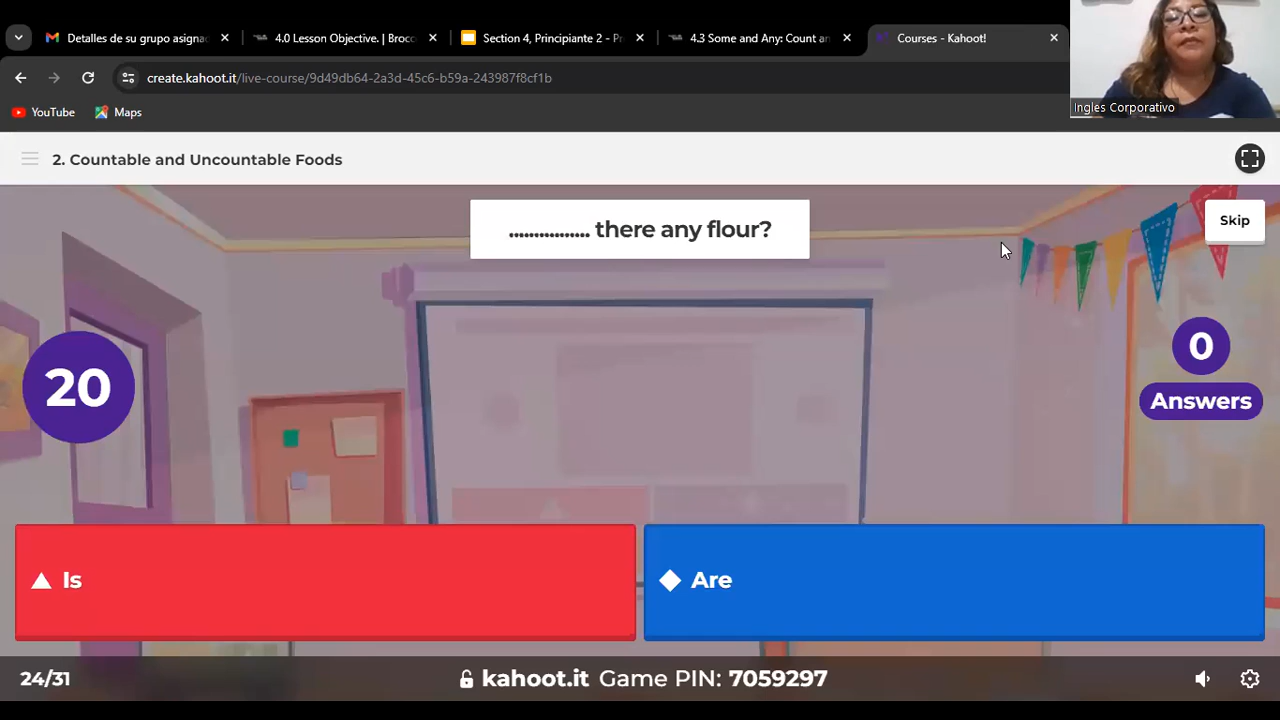 Detalles de su grupo asigna
4.0 Lesson Objective. | Broco
Section 4, Principiante 2 - Pr
4.3 Some and Any: Count an
Courses - Kahoot!
create.kahoot.it/live-course/9d49db64-2a3d-45c6-b59a-243987f8cf1b
YouTube
Maps
Ingles Corporativo
2. Countable and Uncountable Foods
................ there any flour?
Skip
20
0
Answers
Is
Are
24/31
kahoot.it Game PIN: 7059297